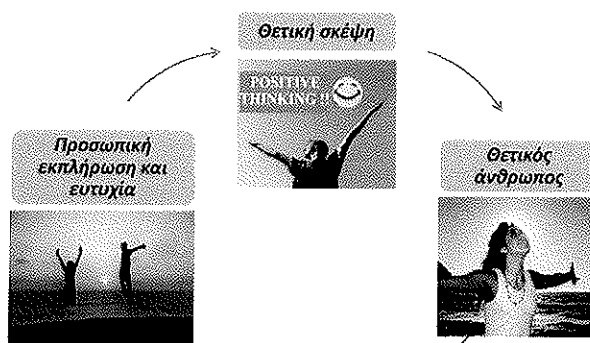 Θετική σκέψη
POSITIVE
THINKING !!
Προσωπική
εκπλήρωση και
ευτυχία
Θετικός
άνθρωπος